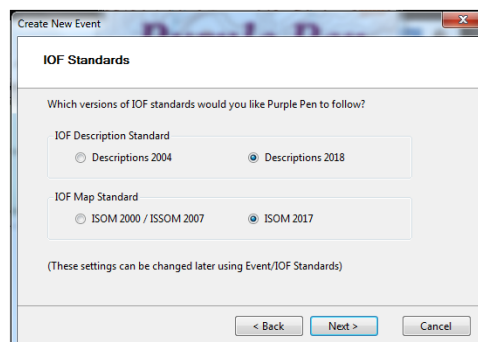 Create New Event
IOF Standards
Which versions of IOF standards would you like Purple Pen to follow?
IOF Description Standard
Descriptions 2004 Descriptions 2018
IOF Map Standard
ISOM 2000 / ISSOM 2007 ISOM 2017
(These settings can be changed later using Event/IOF Standards)
< Back Next > Cancel